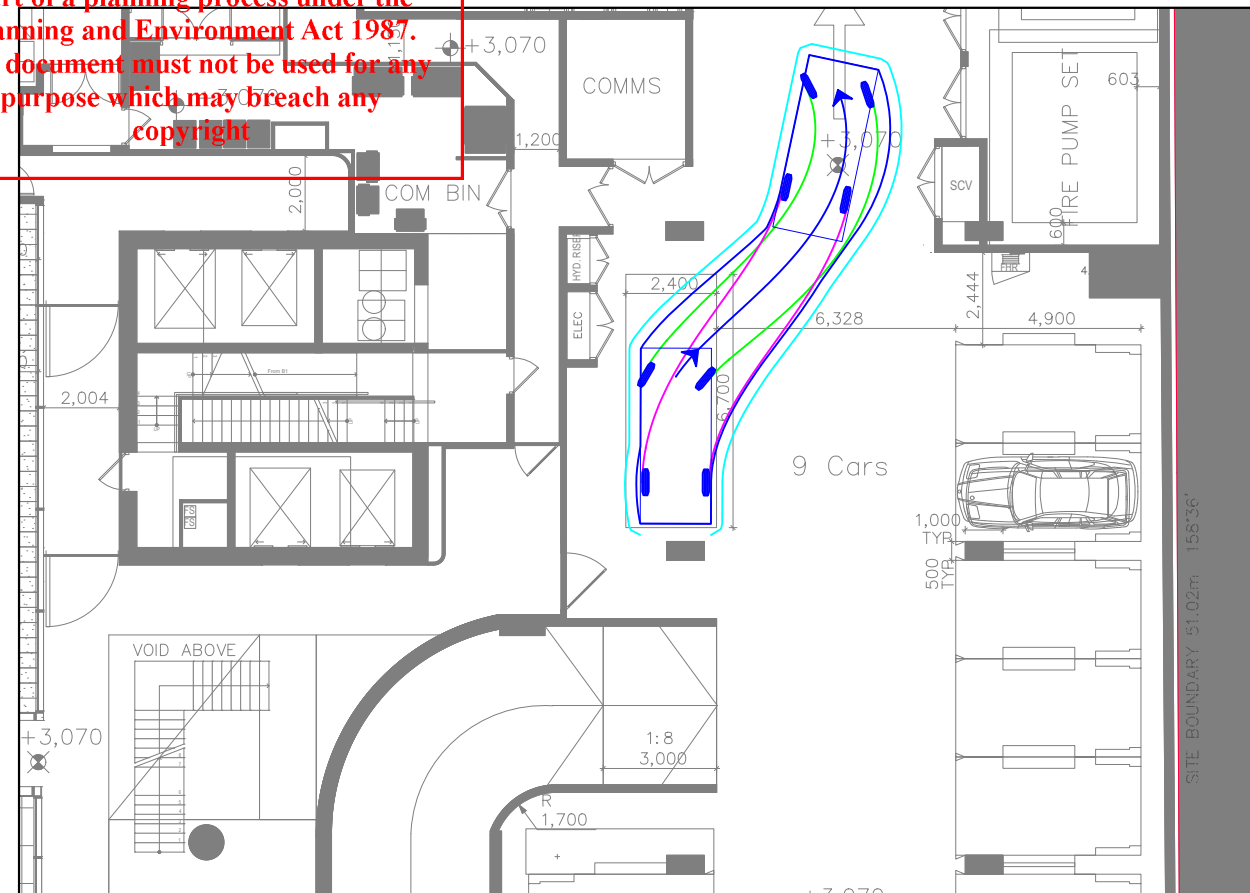 rt of a planning process under the
anning and Environment Act 1987.
document must not be used for any
purpose which may breach any
copyright
+3,070
+3,070
COMMS
1,200
2,000
COM BIN
+3,070
SCV
FIRE PUMP SET
603
600
FHR
HYD.RISER
ELEC
2,400
6,328
2,444
4,900
6,700
From B1
2,004
9 Cars
1,000
TYP
500
TYP
FS
FS
VOID ABOVE
+3,070
1:8
3,000
R
1,700
SITE BOUNDARY 51.02m 158°36'